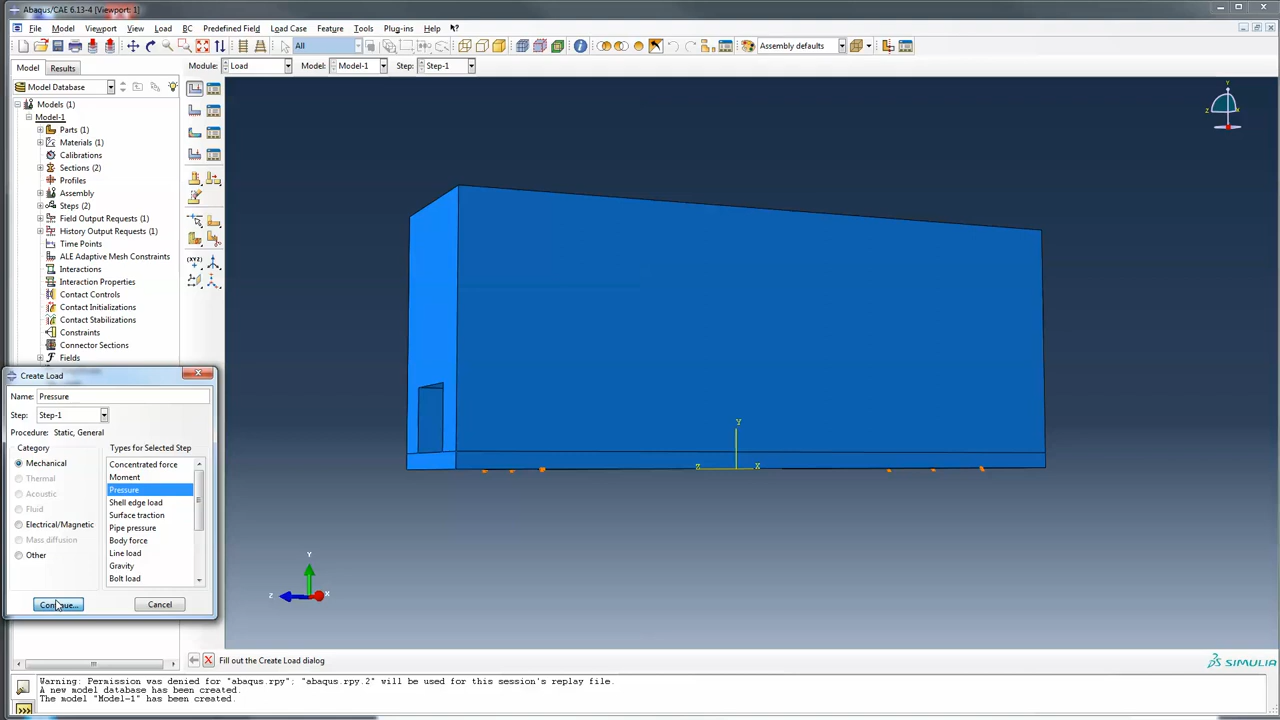 Abaqus/CAE 6.13-4 [Viewport: 1]
File Model Viewport View Load BC Predefined Field Load Case Feature Tools Plug-ins Help
All Assembly defaults
Model Results Module: Load Model: Model-1 Step: Step-1
Model Database
Models (1)
Model-1
Parts (1)
Materials (1)
Calibrations
Sections (2)
Profiles
Assembly
Steps (2)
Field Output Requests (1)
History Output Requests (1)
Time Points
ALE Adaptive Mesh Constraints
Interactions
Interaction Properties
Contact Controls
Contact Initializations
Contact Stabilizations
Constraints
Connector Sections
Fields
Create Load
Name: Pressure
Step: Step-1
Procedure: Static, General
Category
Mechanical
Thermal
Acoustic
Fluid
Electrical/Magnetic
Mass diffusion
Other
Types for Selected Step
Concentrated force
Moment
Pressure
Shell edge load
Surface traction
Pipe pressure
Body force
Line load
Gravity
Bolt load
Continue... Cancel
(XYZ)
Y
Z X
Y
Z X
Y
Z X
Fill out the Create Load dialog
SIMULIA
Warning: Permission was denied for "abaqus.rpy"; "abaqus.rpy.2" will be used for this session's replay file.
A new model database has been created.
The model "Model-1" has been created.
>>>